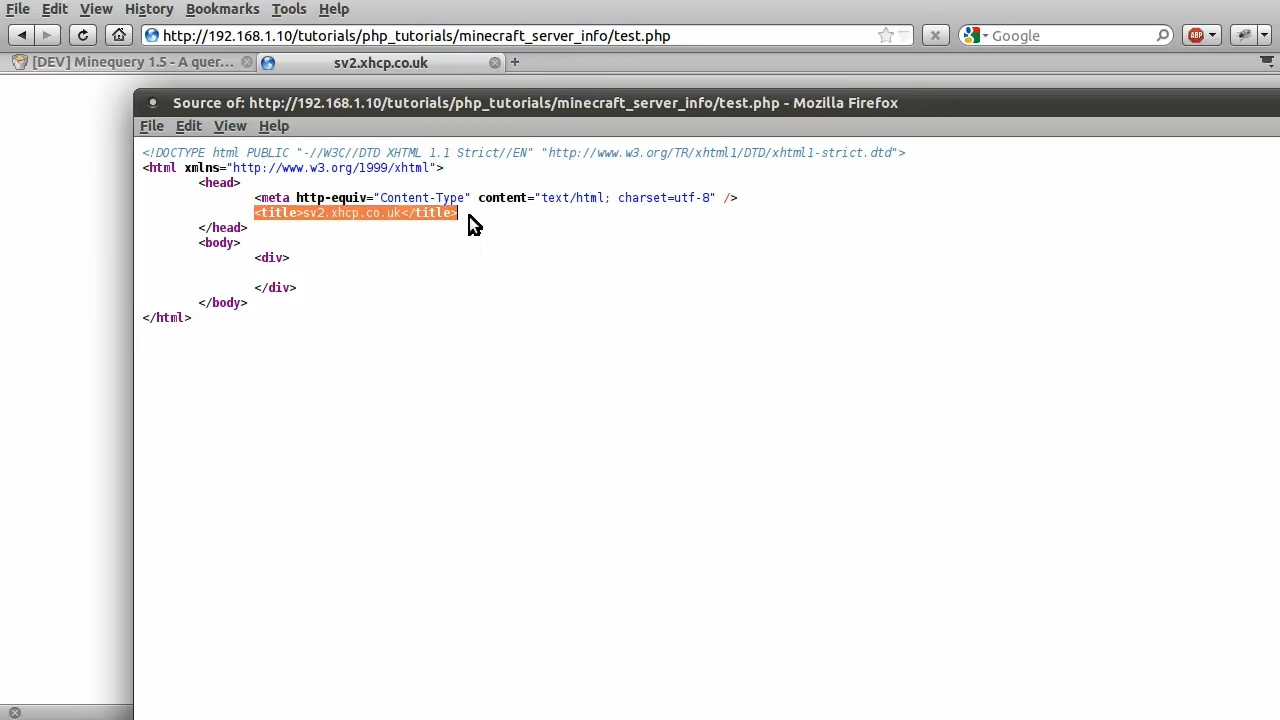 File Edit View History Bookmarks Tools Help
http://192.168.1.10/tutorials/php_tutorials/minecraft_server_info/test.php Google ABP
[DEV] Minequery 1.5 - A quer... sv2.xhcp.co.uk
Source of: http://192.168.1.10/tutorials/php_tutorials/minecraft_server_info/test.php - Mozilla Firefox
File Edit View Help
<!DOCTYPE html PUBLIC "-//W3C//DTD XHTML 1.1 Strict//EN" "http://www.w3.org/TR/xhtml1/DTD/xhtml1-strict.dtd">
<html xmlns="http://www.w3.org/1999/xhtml">
<head>
<meta http-equiv="Content-Type" content="text/html; charset=utf-8" />
<title>sv2.xhcp.co.uk</title>
</head>
<body>
<div>
</div>
</body>
</html>